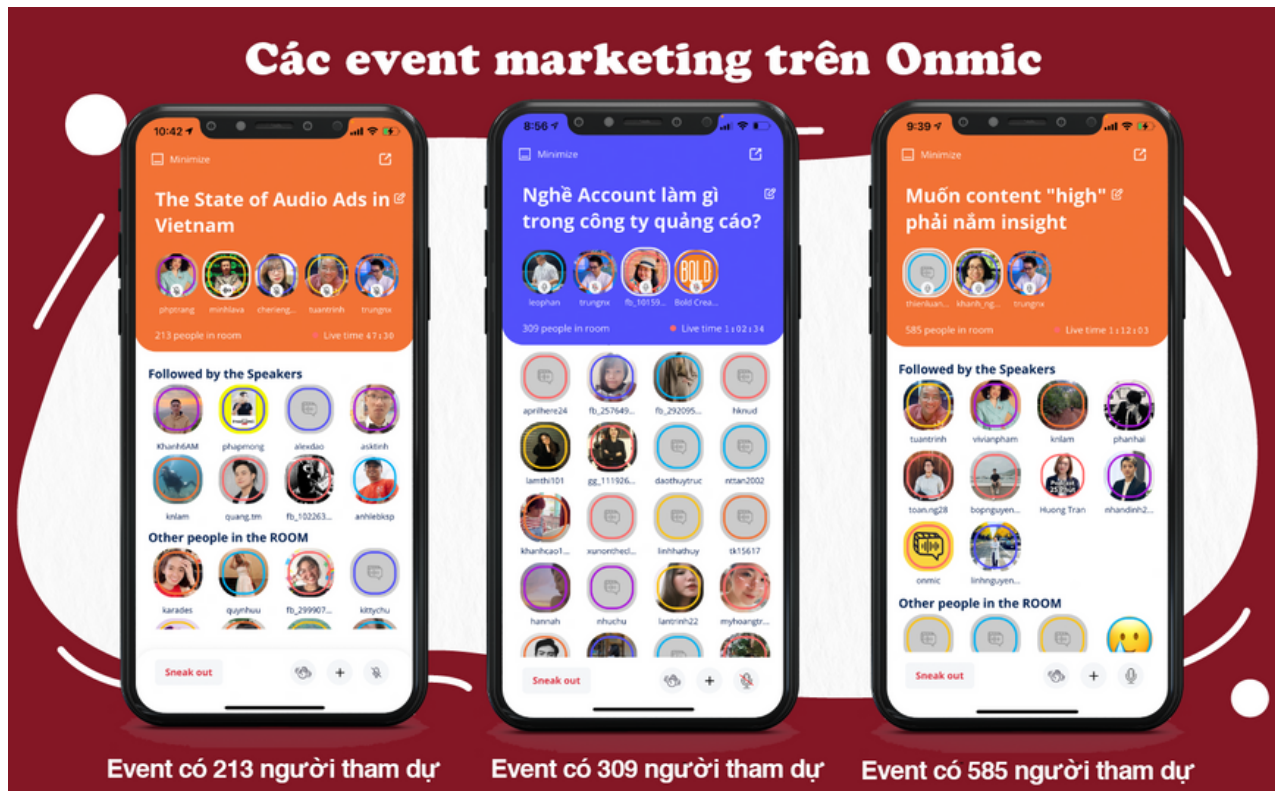 Các event marketing trên Onmic
10:42
Minimize
The State of Audio Ads in
Vietnam
phptrang minhlava cherieng... tuantrinh trungnx
213 people in room Live time 47:30
Followed by the Speakers
Khanh6AM phapmong alexdao asktinh
knlam quang.tm fb_102263... anhlebksp
Other people in the ROOM
karades quynhuu fb_299907... kittychu
Sneak out
Event có 213 người tham dự
8:56
Minimize
Nghề Account làm gì
trong công ty quảng cáo?
BOLD
leophan trungnx fb_10159... Bold Crea...
309 people in room Live time 1:02:34
aprilhere24 fb_257649... fb_292095... hknud
lamthi101 gg_111926... daothuytruc nttan2002
khanhcao1... xunonthecl... linhhathuy tk15617
hannah nhuchu lantrinh22 myhoangtr...
Sneak out
Event có 309 người tham dự
9:39
Minimize
Muốn content "high"
phải nắm insight
thienluan... khanh_ng... trungnx
585 people in room Live time 1:12:03
Followed by the Speakers
tuantrinh vivianpham knlam phanhai
Podcast
25 Phút
toan.ng28 bopnguyen... Huong Tran nhandinh2...
onmic linhnguyen...
Other people in the ROOM
Sneak out
Event có 585 người tham dự